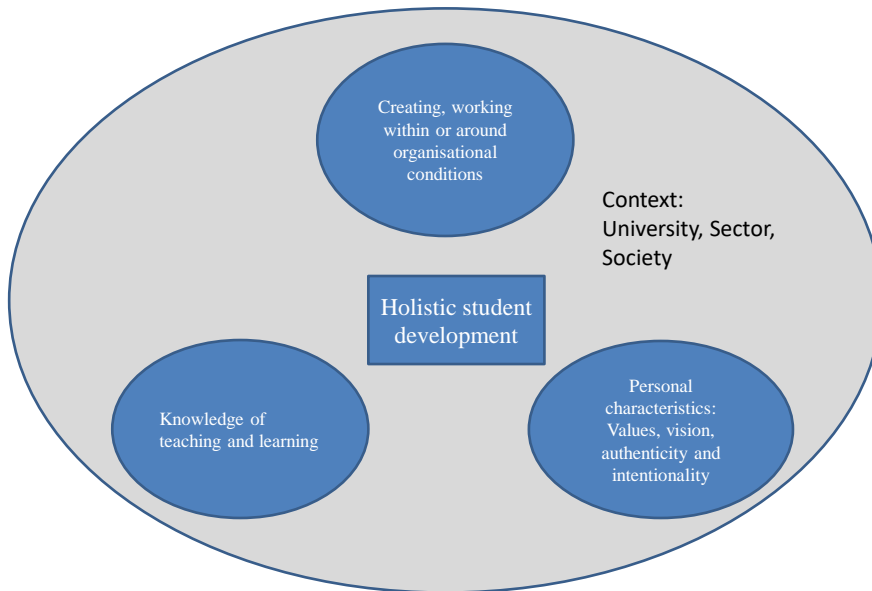 Creating, working
within or around
organisational
conditions
Context:
University, Sector,
Society
Holistic student
development
Knowledge of
teaching and learning
Personal
characteristics:
Values, vision,
authenticity and
intentionality